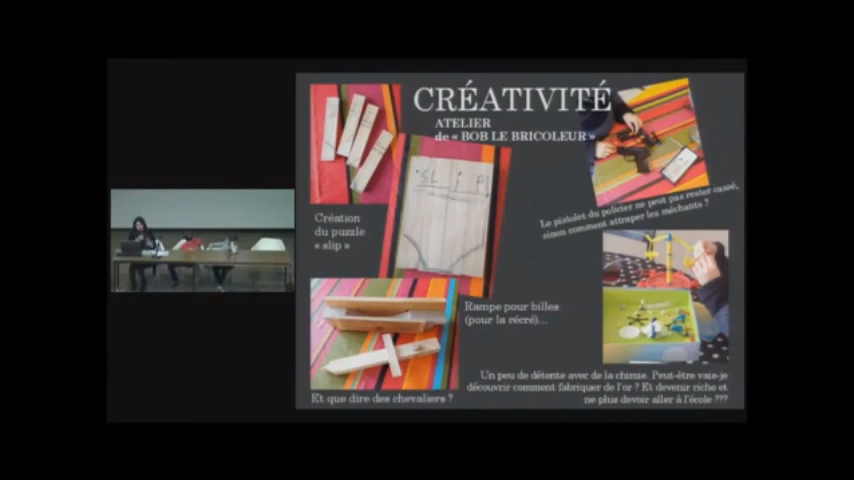 CRÉATIVITÉ
ATELIER
de « BOB LE BRICOLEUR »
Création
du puzzle
« slip »
SL i P
Le pistolet du policier ne peut pas rester cassé,
sinon comment attraper les méchants ?
Rampe pour billes
(pour la récré)...
Et que dire des chevaliers ?
Un peu de détente avec de la chimie. Peut-être vais-je
découvrir comment fabriquer de l'or ? Et devenir riche et
ne plus devoir aller à l'école ???